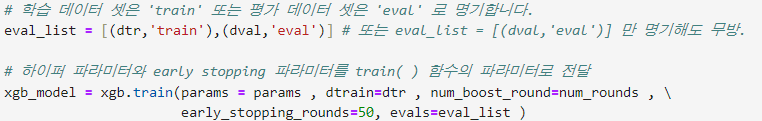 # 학습 데이터 셋은 'train' 또는 평가 데이터 셋은 'eval' 로 명기합니다.
eval_list = [(dtr,'train'),(dval,'eval')] # 또는 eval_list = [(dval,'eval')] 만 명기해도 무방.
# 하이퍼 파라미터와 early stopping 파라미터를 train( ) 함수의 파라미터로 전달
xgb_model = xgb.train(params = params , dtrain=dtr , num_boost_round=num_rounds , \
early_stopping_rounds=50, evals=eval_list )